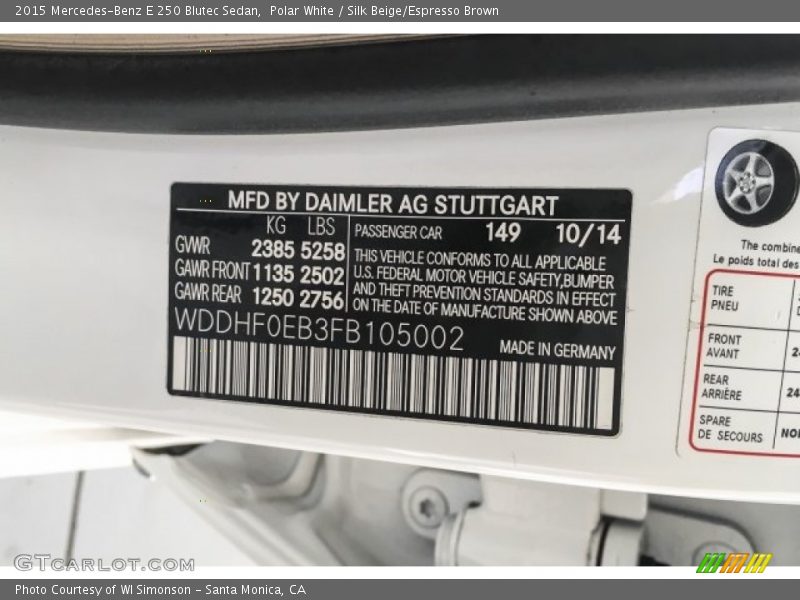 2015 Mercedes-Benz E 250 Blutec Sedan,  Polar White / Silk Beige/Espresso Brown
MFD BY DAIMLER AG STUTTGART
KG LBS
GWR 2385 5258
GAWR FRONT 1135 2502
GAWR REAR 1250 2756
PASSENGER CAR 149 10/14
THIS VEHICLE CONFORMS TO ALL APPLICABLE
U.S. FEDERAL MOTOR VEHICLE SAFETY,BUMPER
AND THEFT PREVENTION STANDARDS IN EFFECT
ON THE DATE OF MANUFACTURE SHOWN ABOVE
WDDHF0EB3FB105002
MADE IN GERMANY
The combine
Le poids total des
TIRE
PNEU
FRONT
AVANT
REAR
ARRIÈRE
SPARE
DE SECOURS
GTcarlot.com
Photo Courtesy of WI Simonson - Santa Monica, CA